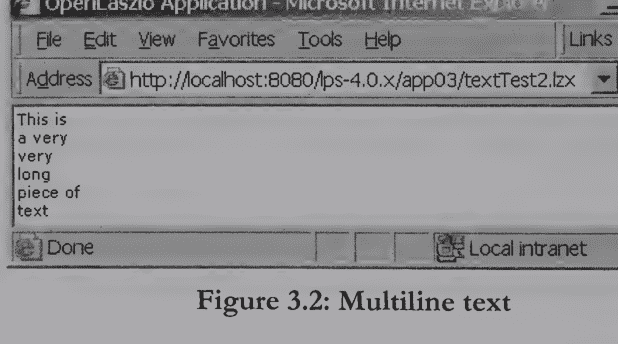 OpenLaszlo Application - Microsoft Internet Explorer
File Edit View Favorites Tools Help Links
Address http://localhost:8080/lps-4.0.x/app03/textTest2.lzx
This is
a very
very
long
piece of
text
Done Local intranet
Figure 3.2: Multiline text